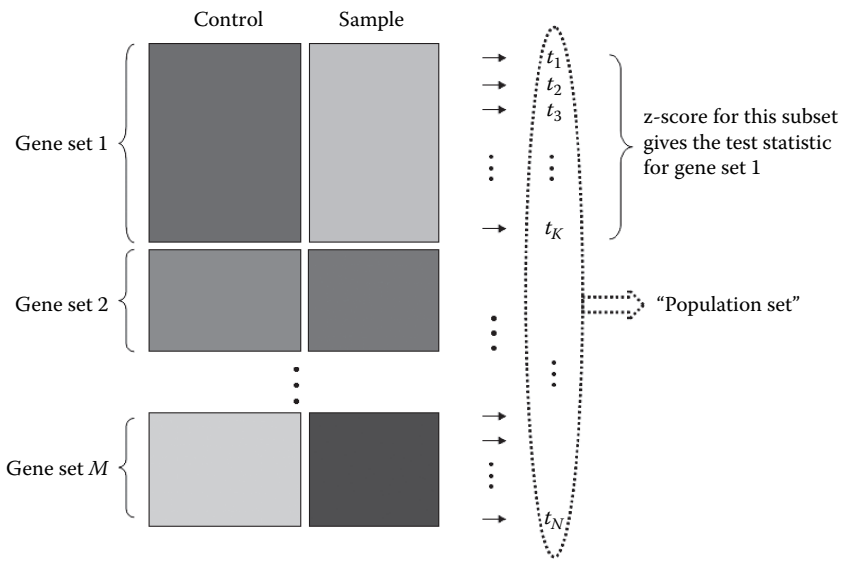 Control
Sample
Gene set 1
t1
t2
t3
tK
z-score for this subset
gives the test statistic
for gene set 1
Gene set 2
“Population set”
Gene set M
tN